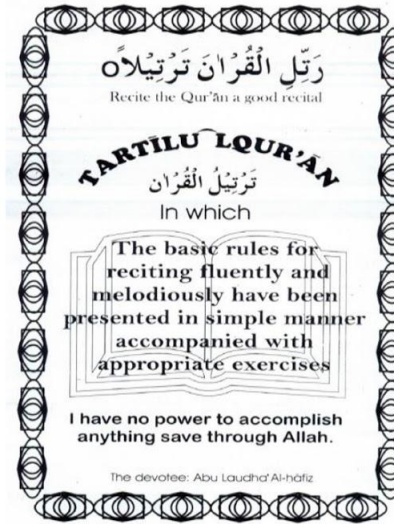 رَتِّلِ الْقُرْاٰنَ تَرْتِيْلًاo
Recite the Qur'ān a good recital
TARTĪLU LQUR'ĀN
تَرْتِيْلُ الْقُرْاٰن
In which
The basic rules for
reciting fluently and
melodiously have been
presented in simple manner
accompanied with
appropriate exercises
I have no power to accomplish
anything save through Allah.
The devotee: Abu Laudha' Al-hāfiz